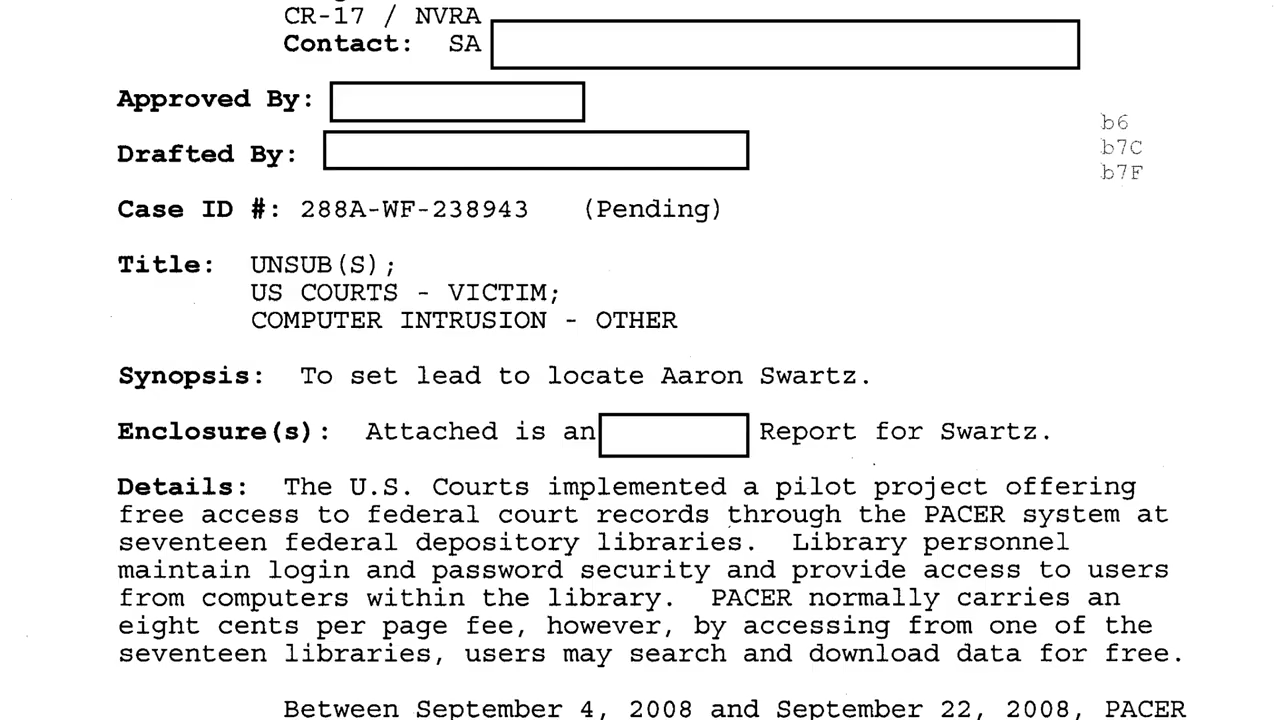 CR-17 / NVRA
Contact: SA
Approved By:
b6
Drafted By:
b7C
b7F
Case ID #: 288A-WF-238943 (Pending)
Title: UNSUB(S);
US COURTS - VICTIM;
COMPUTER INTRUSION - OTHER
Synopsis: To set lead to locate Aaron Swartz.
Enclosure(s): Attached is an Report for Swartz.
Details: The U.S. Courts implemented a pilot project offering
free access to federal court records through the PACER system at
seventeen federal depository libraries. Library personnel
maintain login and password security and provide access to users
from computers within the library. PACER normally carries an
eight cents per page fee, however, by accessing from one of the
seventeen libraries, users may search and download data for free.
Between September 4, 2008 and September 22, 2008, PACER